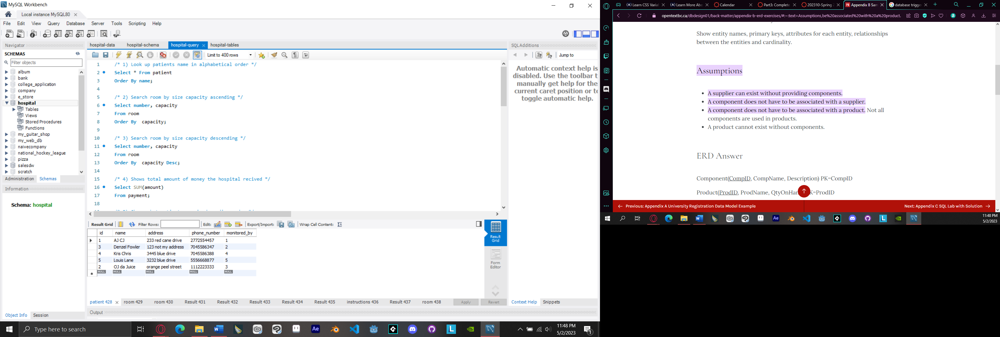 MySQL Workbench
Local instance MySQL80
File Edit View Query Database Server Tools Scripting Help
Navigator
SCHEMAS
Filter objects
album
bank
college_application
company
e_store
hospital
Tables
Views
Stored Procedures
Functions
my_guitar_shop
my_web_db
naivecompany
national_hockey_league
pizza
salesdw
scratch
Administration Schemas
Information
Schema: hospital
Object Info Session
hospital-data hospital-schema hospital-query hospital-tables
Limit to 400 rows
1 /* 1) Look up patients name in alphabetical order */
2 Select * From patient
3 Order By name;
4
5 /* 2) Search room by size capacity ascending */
6 Select number, capacity
7 From room
8 Order By  capacity;
9
10 /* 3) Search room by size capacity descending */
11 Select number, capacity
12 From room
13 Order By  capacity Desc;
14
15 /* 4) Shows total amount of money the hospital recived */
16 Select SUM(amount)
17 From payment;
18
Result Grid Filter Rows: Edit: Export/Import: Wrap Cell Content:
id name address phone_number monitored_by
1 AJ CJ 233 red cane drive 2772554457 1
3 Denzel Fowler 123 not my address 7045586347 2
4 Kris Chris 3445 blue drive 7045586388 4
5 Louis Lane 3232 blue drive 5556668877 5
2 OJ da Juice orange peel street 1112223333 3
NULL NULL NULL NULL NULL
Result Grid
Form Editor
patient 428 room 429 room 430 Result 431 Result 432 Result 433 Result 434 Result 435 instructions 436 Result 437 room 438
Apply Revert
Output
SQLAdditions
Jump to
Automatic context help is
disabled. Use the toolbar t
manually get help for the
current caret position or to
toggle automatic help.
Context Help Snippets
Type here to search
Ae
L
11:48 PM
5/2/2023
1
Learn CSS Varia
Learn More Abo
Calendar
Part3: Complete
202310-Spring 2
Appendix B Sam
database trigge
opentextbc.ca/dbdesign01/back-matter/appendix-b-erd-exercises/#:~:text=Assumptions,be%20associated%20with%20a%20product.
Show entity names, primary keys, attributes for each entity, relationships
between the entities and cardinality.
Assumptions
A supplier can exist without providing components.
A component does not have to be associated with a supplier.
A component does not have to be associated with a product. Not all
components are used in products.
A product cannot exist without components.
ERD Answer
Component(CompID, CompName, Description) PK=CompID
Product(ProdID, ProdName, QtyOnHan K=ProdID
Previous: Appendix A University Registration Data Model Example
Next: Appendix C SQL Lab with Solution
Ae
L
11:48 PM
5/2/2023